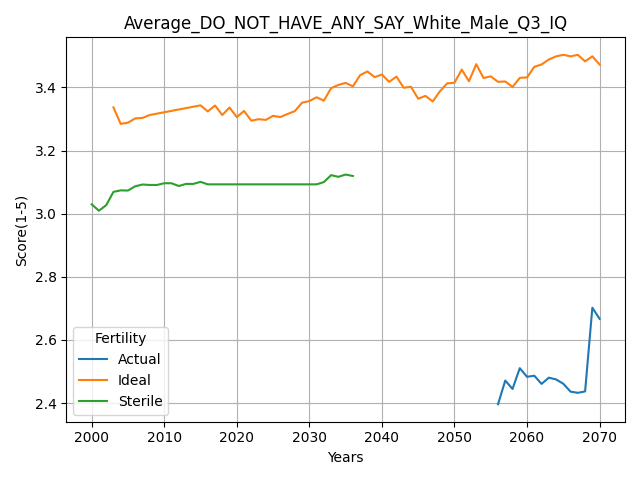 Average_DO_NOT_HAVE_ANY_SAY_White_Male_Q3_IQ
Score(1-5)
3.4
3.2
3.0
2.8
2.6
2.4
Fertility
Actual
Ideal
Sterile
2000 2010 2020 2030 2040 2050 2060 2070
Years